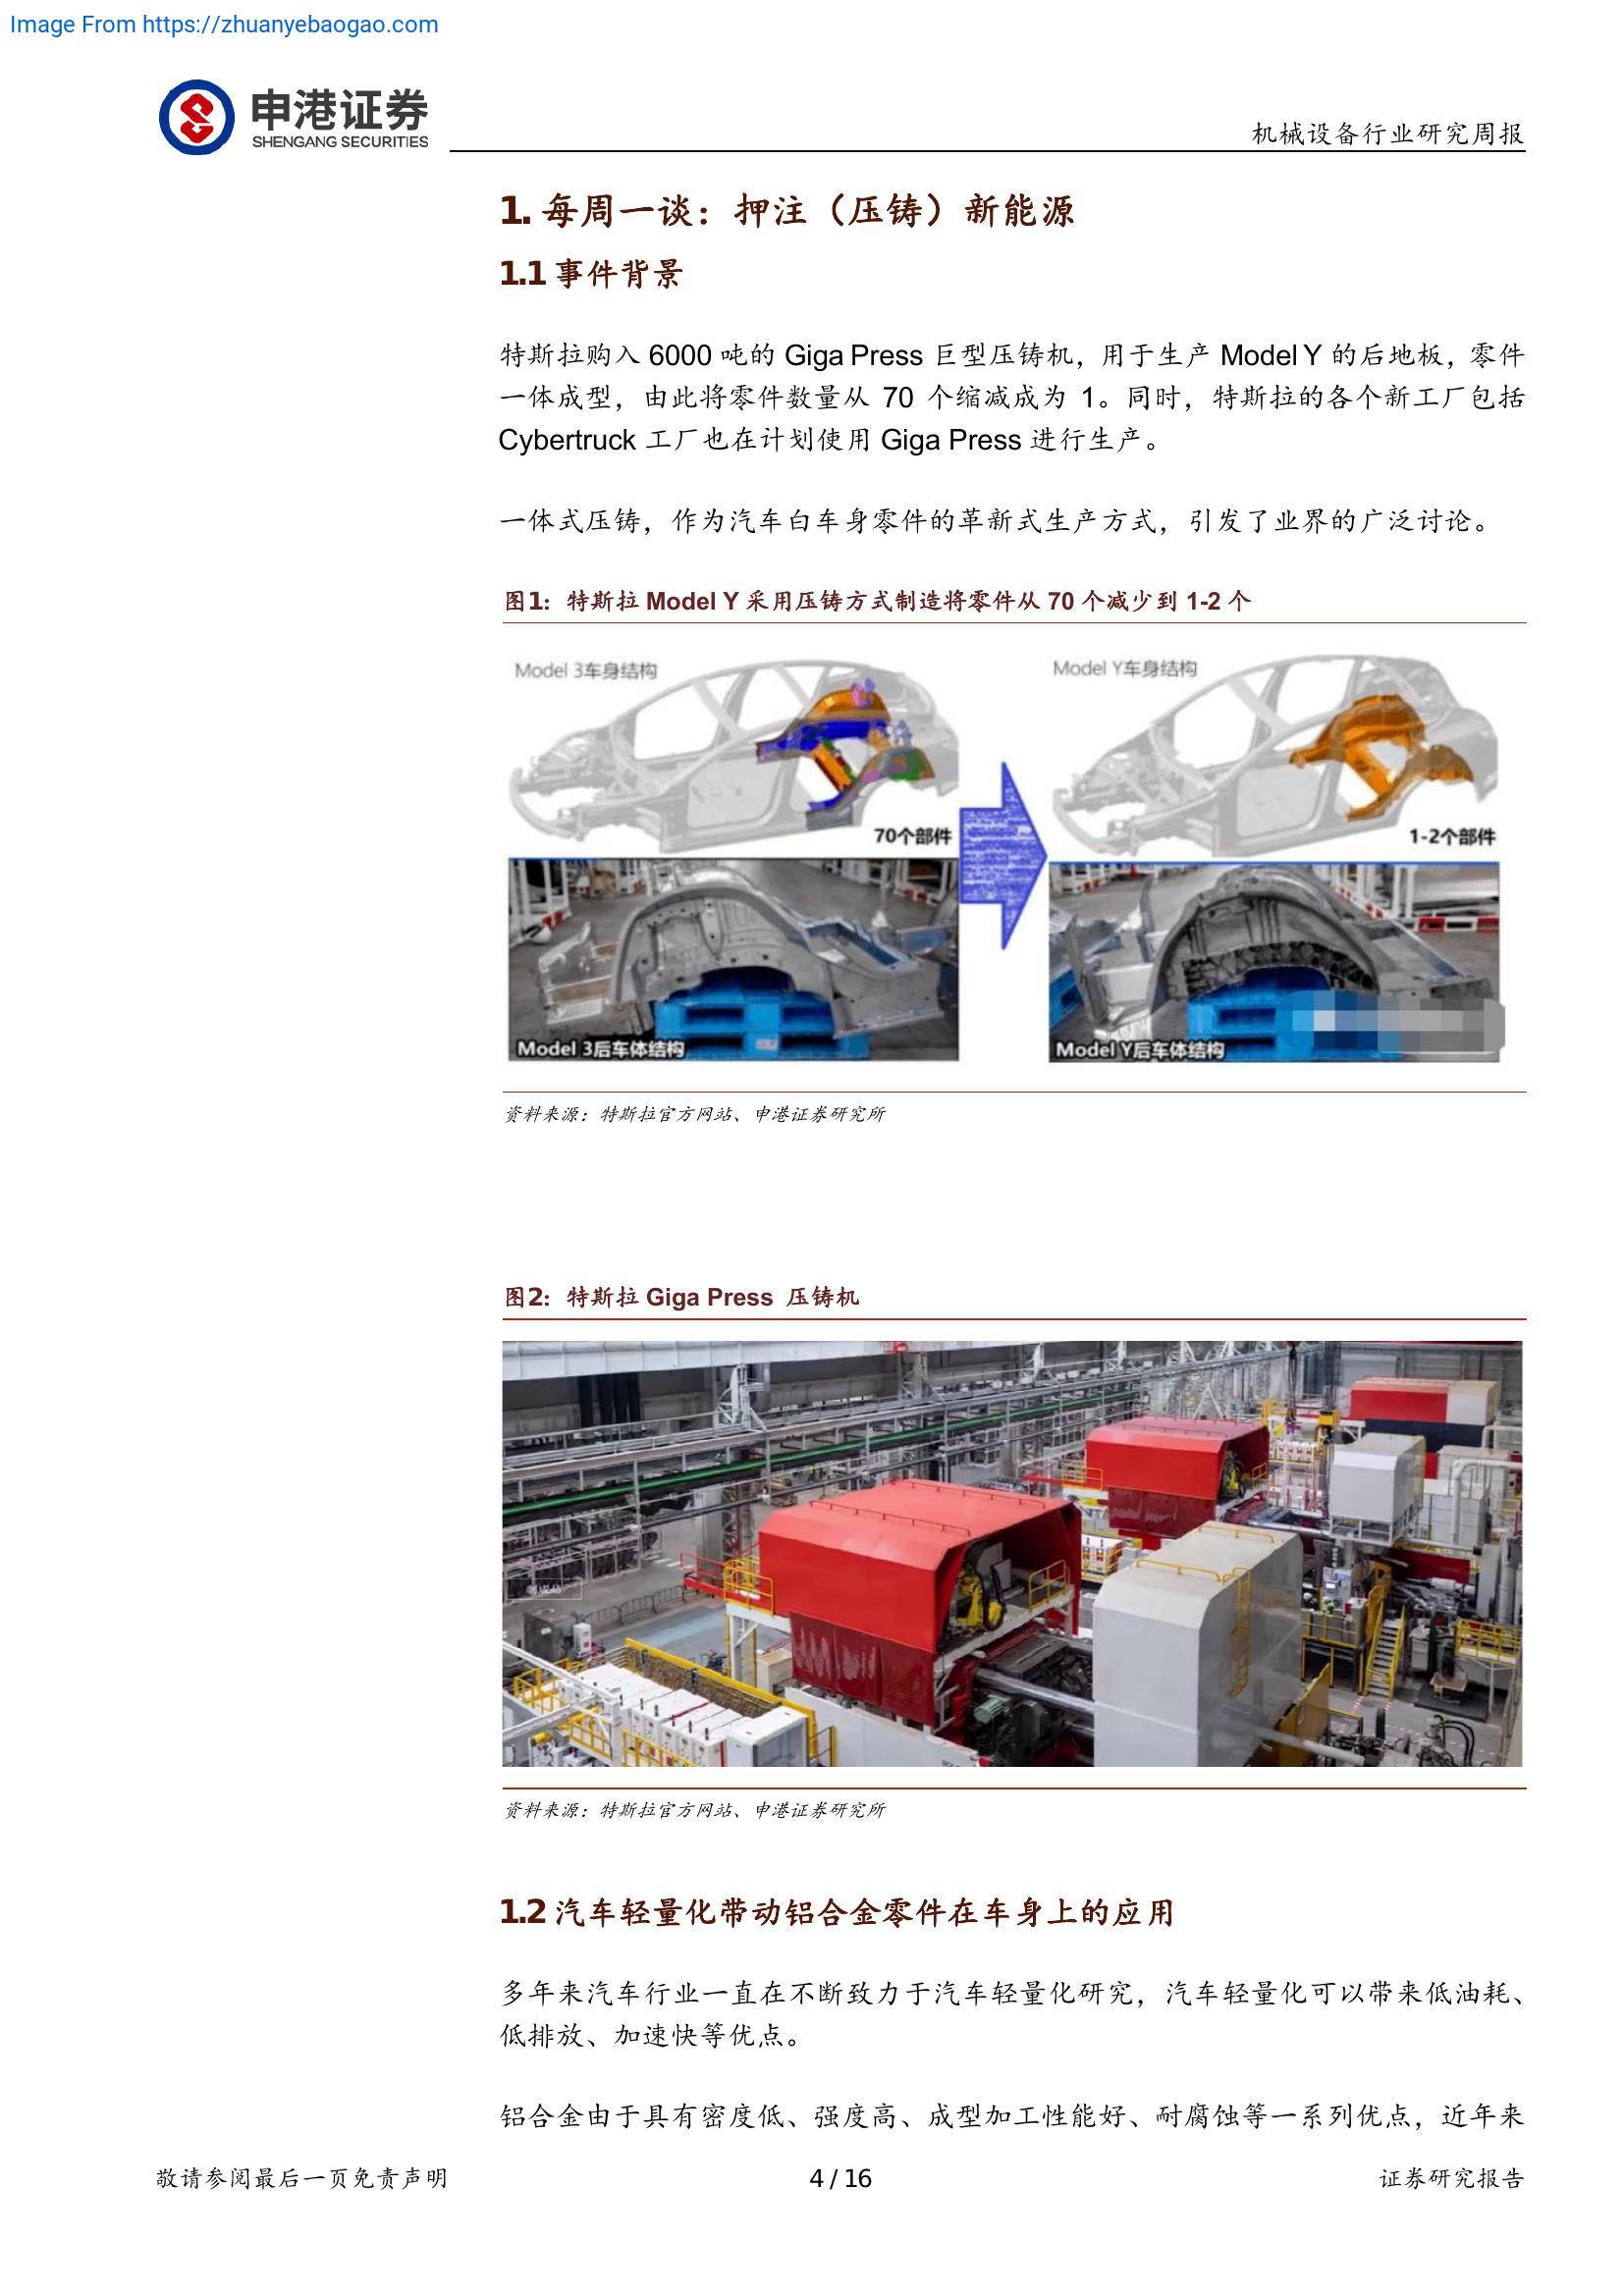 Image From https://zhuanyebaogao.com
申港证券
SHENGANG SECURITIES
机械设备行业研究周报
1. 每周一谈：押注（压铸）新能源
1.1 事件背景
特斯拉购入 6000 吨的 Giga Press 巨型压铸机，用于生产 Model Y 的后地板，零件
一体成型，由此将零件数量从 70 个缩减成为 1。同时，特斯拉的各个新工厂包括
Cybertruck 工厂也在计划使用 Giga Press 进行生产。
一体式压铸，作为汽车白车身零件的革新式生产方式，引发了业界的广泛讨论。
图1：特斯拉 Model Y 采用压铸方式制造将零件从 70 个减少到 1-2 个
Model 3车身结构
Model Y车身结构
70个部件
1-2个部件
Model 3后车体结构
Model Y后车体结构
资料来源：特斯拉官方网站、申港证券研究所
图2：特斯拉 Giga Press 压铸机
资料来源：特斯拉官方网站、申港证券研究所
1.2 汽车轻量化带动铝合金零件在车身上的应用
多年来汽车行业一直在不断致力于汽车轻量化研究，汽车轻量化可以带来低油耗、
低排放、加速快等优点。
铝合金由于具有密度低、强度高、成型加工性能好、耐腐蚀等一系列优点，近年来
敬请参阅最后一页免责声明
4 / 16
证券研究报告